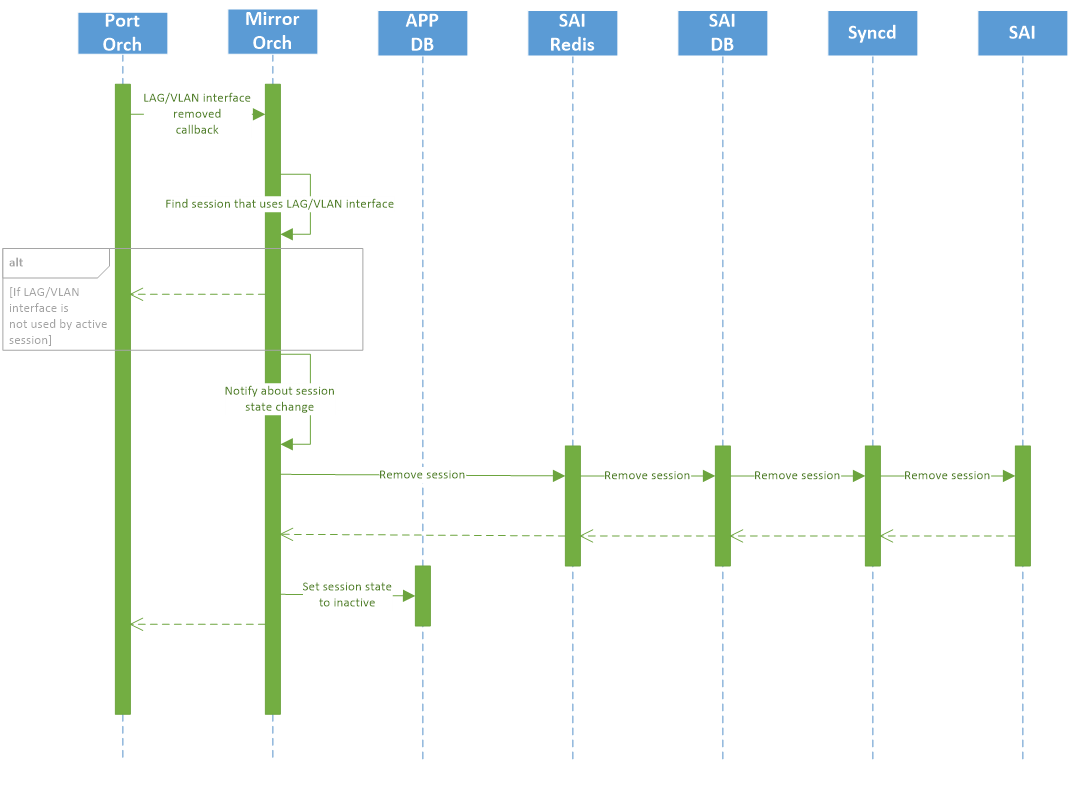 Port
Orch
Mirror
Orch
APP
DB
SAI
Redis
SAI
DB
Syncd
SAI
LAG/VLAN interface
removed
callback
Find session that uses LAG/VLAN interface
alt
[If LAG/VLAN
interface is
not used by active
session]
Notify about session
state change
Remove session
Remove session
Remove session
Remove session
Set session state
to inactive